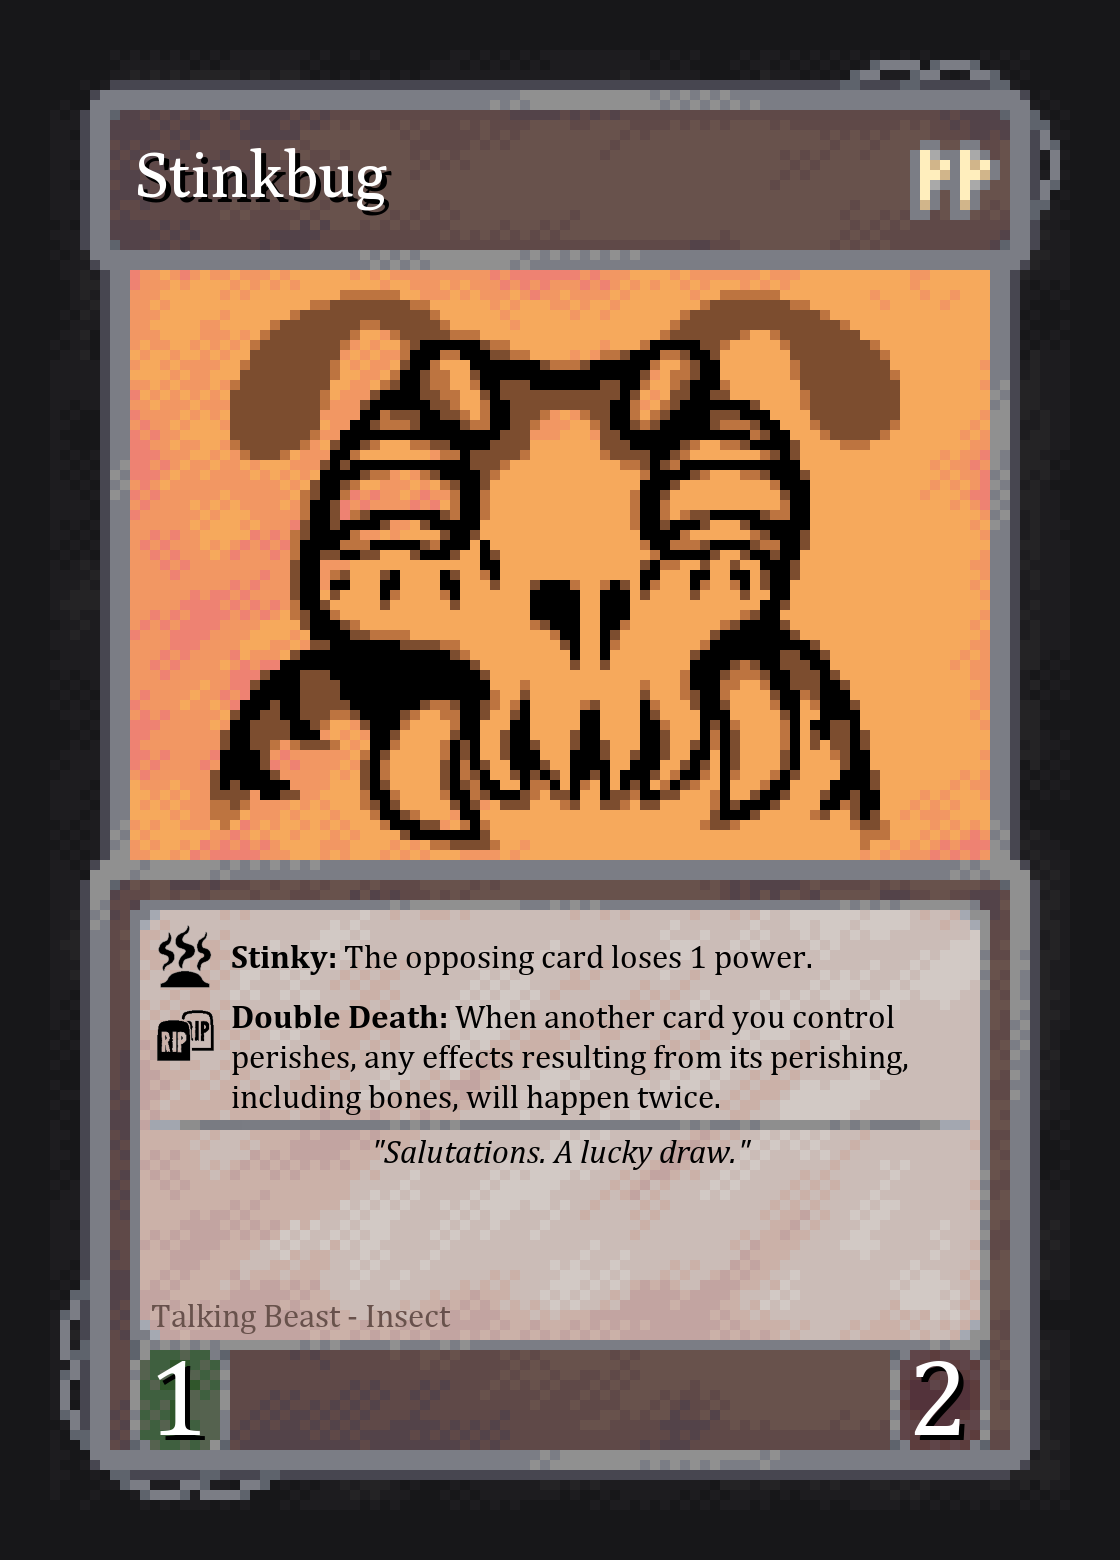 Stinkbug
Stinky: The opposing card loses 1 power.
RIP RIP
Double Death: When another card you control
perishes, any effects resulting from its perishing,
including bones, will happen twice.
"Salutations. A lucky draw."
Talking Beast - Insect
1
2